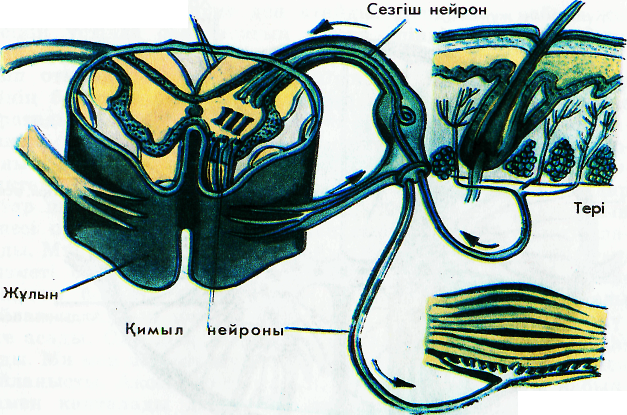 Сезгіш нейрон
Тері
Жұлын
Қимыл нейроны